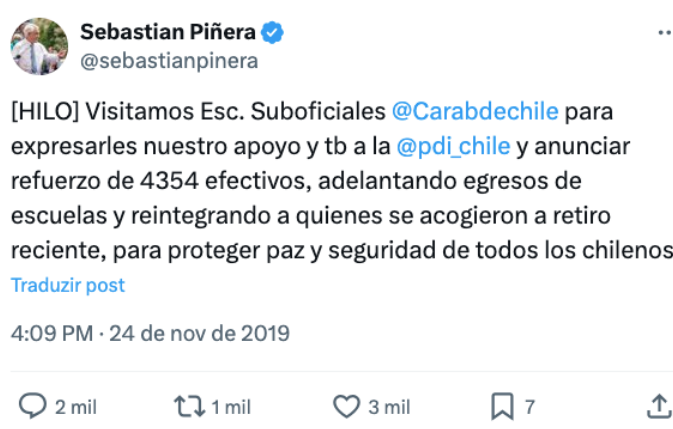 Sebastian Piñera
@sebastianpinera
[HILO] Visitamos Esc. Suboficiales @Carabdechile para
expresarles nuestro apoyo y tb a la @pdi_chile y anunciar
refuerzo de 4354 efectivos, adelantando egresos de
escuelas y reintegrando a quienes se acogieron a retiro
reciente, para proteger paz y seguridad de todos los chilenos
Traduzir post
4:09 PM · 24 de nov de 2019
2 mil 1 mil 3 mil 7